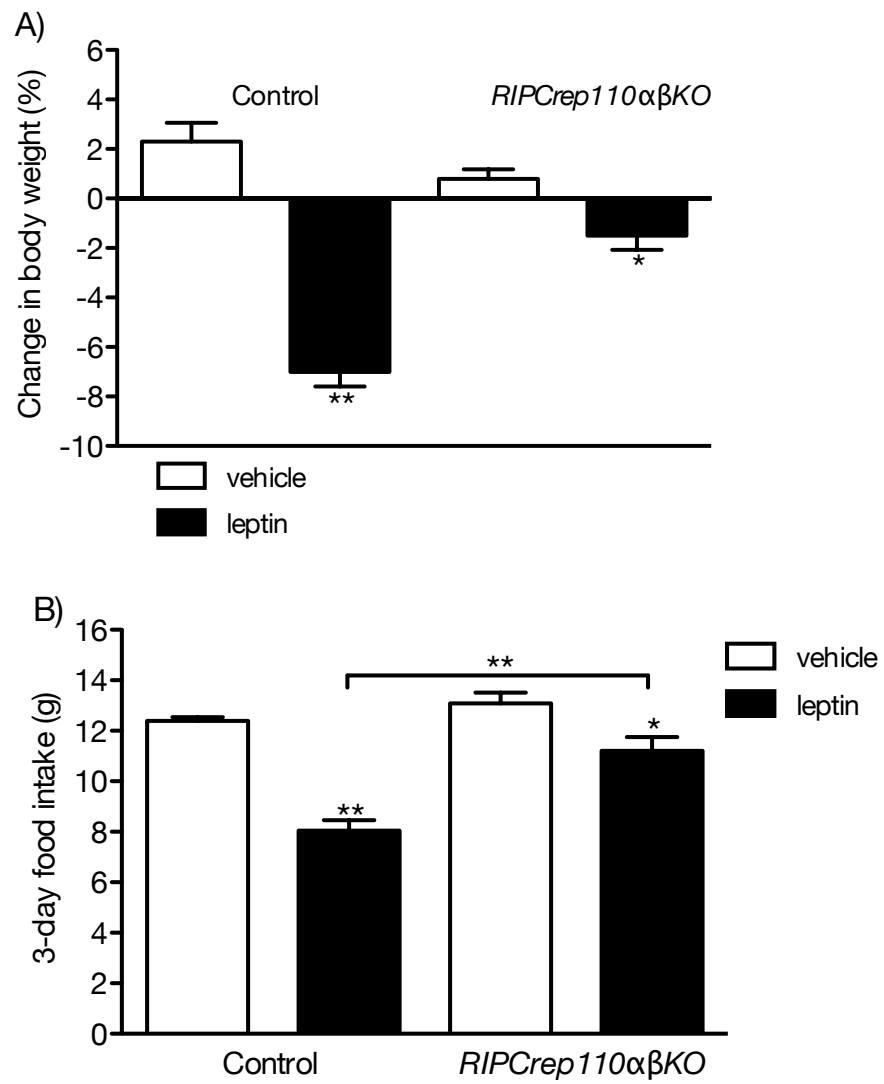 A)
Change in body weight (%)
6
4
2
0
-2
-4
-6
-8
-10
Control
RIPCrep110αβKO
**
*
vehicle
leptin
B)
3-day food intake (g)
16
14
12
10
8
6
4
2
0
**
**
*
vehicle
leptin
Control
RIPCrep110αβKO